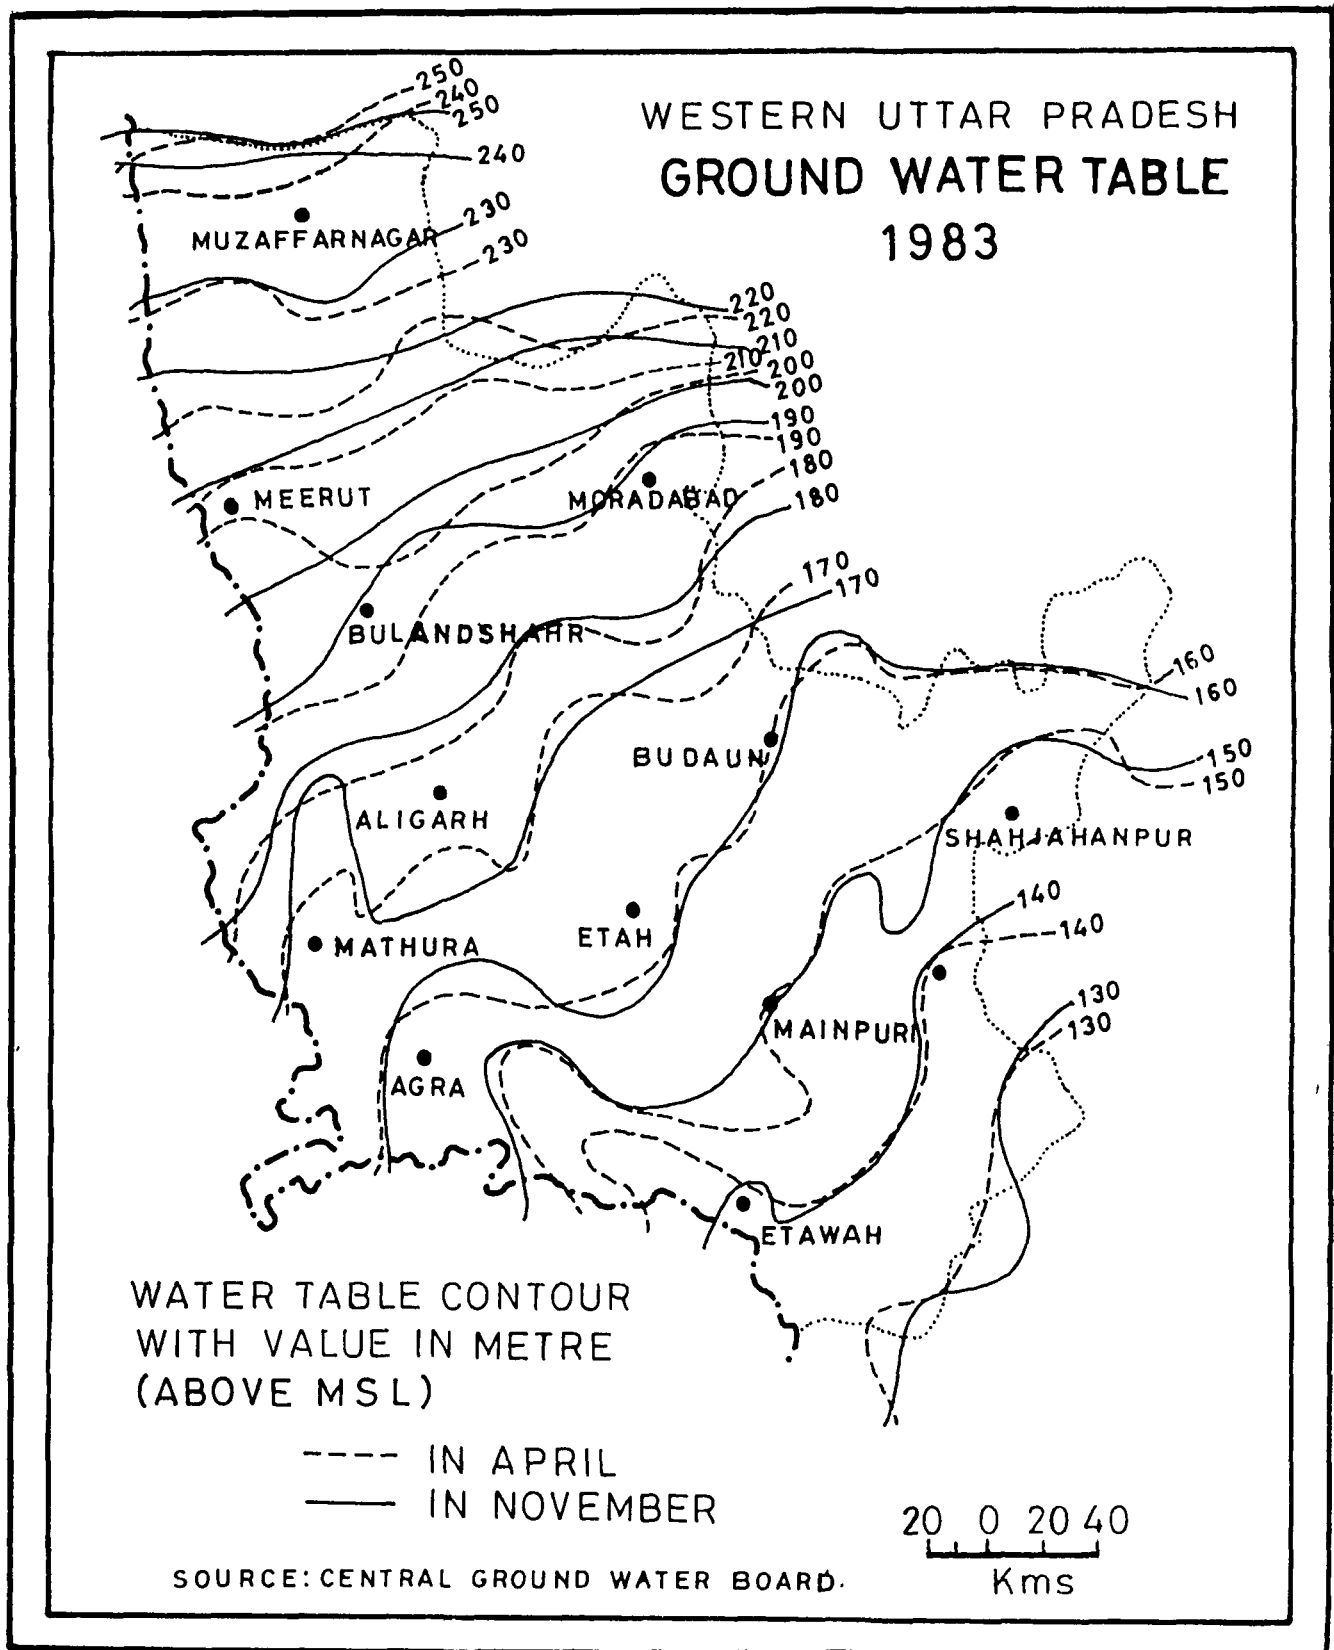 WESTERN UTTAR PRADESH
GROUND WATER TABLE
1983
250
240
250
240
230
230
MUZAFFARNAGAR
220
220
210
210
200
200
190
190
180
180
MEERUT
MORADABAD
170
170
BULANDSHAHR
160
160
BUDAUN
150
150
ALIGARH
SHAHJAHANPUR
140
140
MATHURA
ETAH
130
130
MAINPURI
AGRA
ETAWAH
WATER TABLE CONTOUR
WITH VALUE IN METRE
(ABOVE MSL)
---- IN APRIL
IN NOVEMBER
20 0 20 40
Kms
SOURCE: CENTRAL GROUND WATER BOARD.